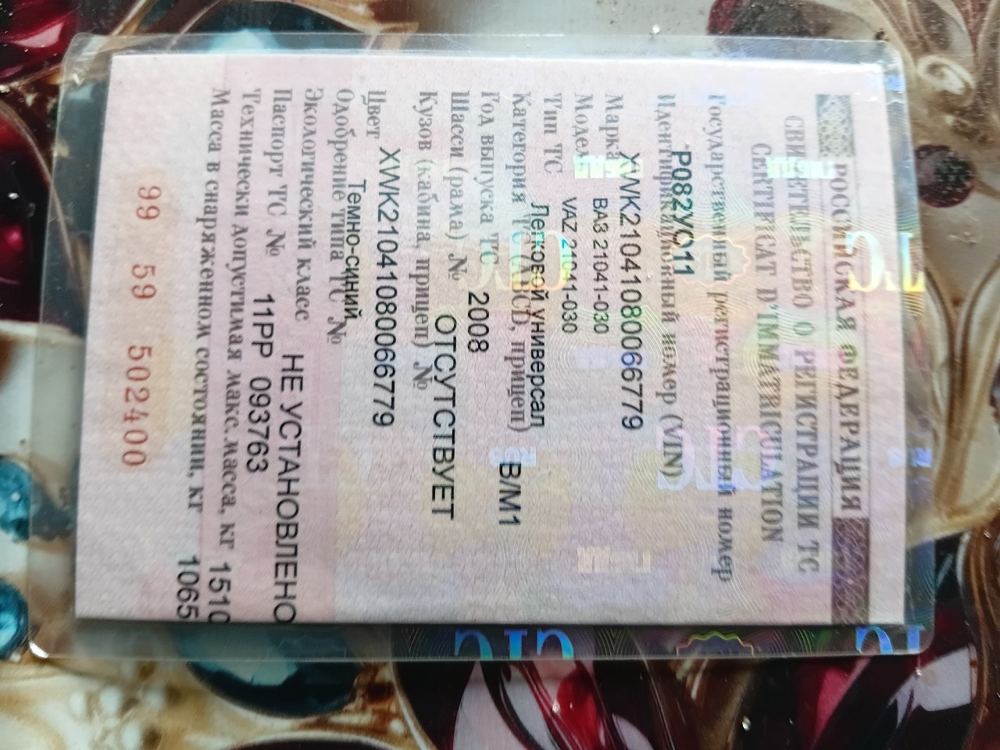 РОССИЙСКАЯ ФЕДЕРАЦИЯ
СВИДЕТЕЛЬСТВО О РЕГИСТРАЦИИ ТС
CERTIFICAT D'IMMATRICULATION
Государственный регистрационный номер
Р082УО11
Идентификационный номер (VIN)
XWK21041080066779
Марка, ВАЗ 21041-030
Модель VAZ 21041-030
Тип ТС Легковой универсал
Категория ТС (ABCD, прицеп) B/M1
Год выпуска ТС 2008
Шасси (рама) № ОТСУТСТВУЕТ
Кузов (кабина, прицеп) №
XWK21041080066779
Цвет Темно-синий
Одобрение типа ТС №
Экологический класс НЕ УСТАНОВЛЕНО
Паспорт ТС № 11РР 093763
Технически допустимая макс. масса, кг 1510
Масса в снаряженном состоянии, кг 1065
99 59 502400